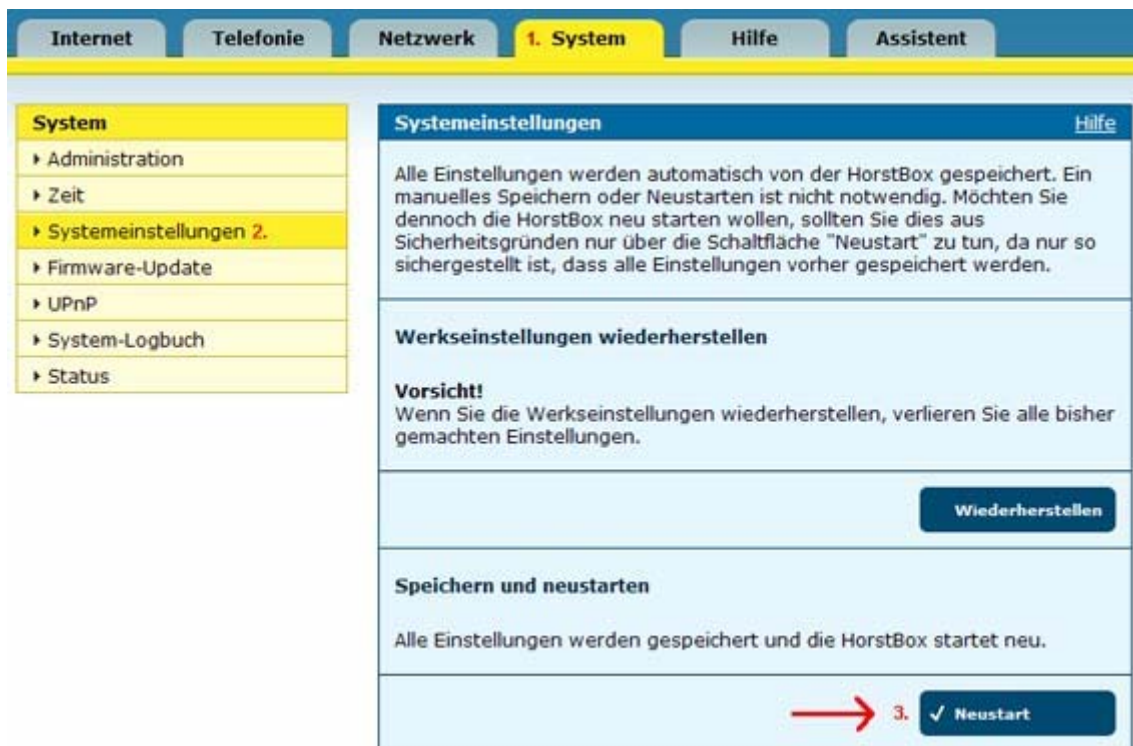 Internet Telefonie Netzwerk 1. System Hilfe Assistent
System
Administration
Zeit
Systemeinstellungen 2.
Firmware-Update
UPnP
System-Logbuch
Status
Systemeinstellungen Hilfe
Alle Einstellungen werden automatisch von der HorstBox gespeichert. Ein
manuelles Speichern oder Neustarten ist nicht notwendig. Möchten Sie
dennoch die HorstBox neu starten wollen, sollten Sie dies aus
Sicherheitsgründen nur über die Schaltfläche "Neustart" zu tun, da nur so
sichergestellt ist, dass alle Einstellungen vorher gespeichert werden.
Werkseinstellungen wiederherstellen
Vorsicht!
Wenn Sie die Werkseinstellungen wiederherstellen, verlieren Sie alle bisher
gemachten Einstellungen.
Wiederherstellen
Speichern und neustarten
Alle Einstellungen werden gespeichert und die HorstBox startet neu.
3. ✓ Neustart